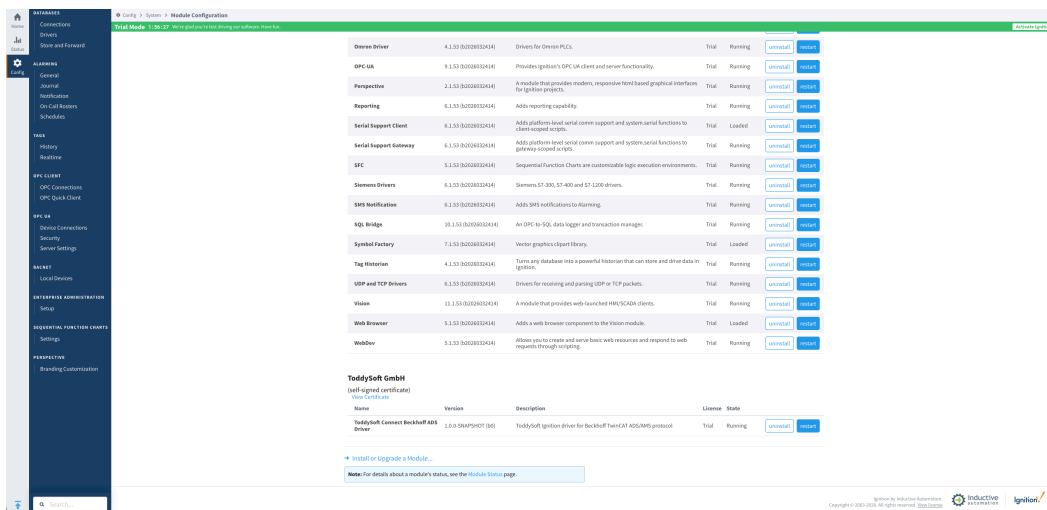 Home
Status
Config
DATABASES
Connections
Drivers
Store and Forward
ALARMING
General
Journal
Notification
On-Call Rosters
Schedules
TAGS
History
Realtime
OPC CLIENT
OPC Connections
OPC Quick Client
OPC UA
Device Connections
Security
Server Settings
BACNET
Local Devices
ENTERPRISE ADMINISTRATION
Setup
SEQUENTIAL FUNCTION CHARTS
Settings
PERSPECTIVE
Branding Customization
Search...
Config > System > Module Configuration
Trial Mode 1:56:27 We're glad you're test driving our software. Have fun. Activate Ignit
Omron Driver 4.1.53 (b2026032414) Drivers for Omron PLCs. Trial Running uninstall restart
OPC-UA 9.1.53 (b2026032414) Provides Ignition's OPC UA client and server functionality. Trial Running uninstall restart
Perspective 2.1.53 (b2026032414) A module that provides modern, responsive html based graphical interfaces for Ignition projects. Trial Running uninstall restart
Reporting 6.1.53 (b2026032414) Adds reporting capability. Trial Running uninstall restart
Serial Support Client 6.1.53 (b2026032414) Adds platform-level serial comm support and system.serial functions to client-scoped scripts. Trial Loaded uninstall restart
Serial Support Gateway 6.1.53 (b2026032414) Adds platform-level serial comm support and system.serial functions to gateway-scoped scripts. Trial Running uninstall restart
SFC 5.1.53 (b2026032414) Sequential Function Charts are customizable logic execution environments. Trial Running uninstall restart
Siemens Drivers 6.1.53 (b2026032414) Siemens S7-300, S7-400 and S7-1200 drivers. Trial Running uninstall restart
SMS Notification 6.1.53 (b2026032414) Adds SMS notifications to Alarming. Trial Running uninstall restart
SQL Bridge 10.1.53 (b2026032414) An OPC-to-SQL data logger and transaction manager. Trial Running uninstall restart
Symbol Factory 7.1.53 (b2026032414) Vector graphics clipart library. Trial Loaded uninstall restart
Tag Historian 4.1.53 (b2026032414) Turns any database into a powerful historian that can store and drive data in Ignition. Trial Running uninstall restart
UDP and TCP Drivers 6.1.53 (b2026032414) Drivers for receiving and parsing UDP or TCP packets. Trial Running uninstall restart
Vision 11.1.53 (b2026032414) A module that provides web-launched HMI/SCADA clients. Trial Running uninstall restart
Web Browser 5.1.53 (b2026032414) Adds a web browser component to the Vision module. Trial Loaded uninstall restart
WebDev 5.1.53 (b2026032414) Allows you to create and serve basic web resources and respond to web requests through scripting. Trial Running uninstall restart
ToddySoft GmbH
(self-signed certificate)
View Certificate
Name Version Description License State
ToddySoft Connect Beckhoff ADS Driver 1.0.0-SNAPSHOT (b0) ToddySoft Ignition driver for Beckhoff TwinCAT ADS/AMS protocol Trial Running uninstall restart
→ Install or Upgrade a Module...
Note: For details about a module's status, see the Module Status page.
Ignition by Inductive Automation.
Copyright © 2003-2026. All rights reserved. View license
inductive automation
Ignition!